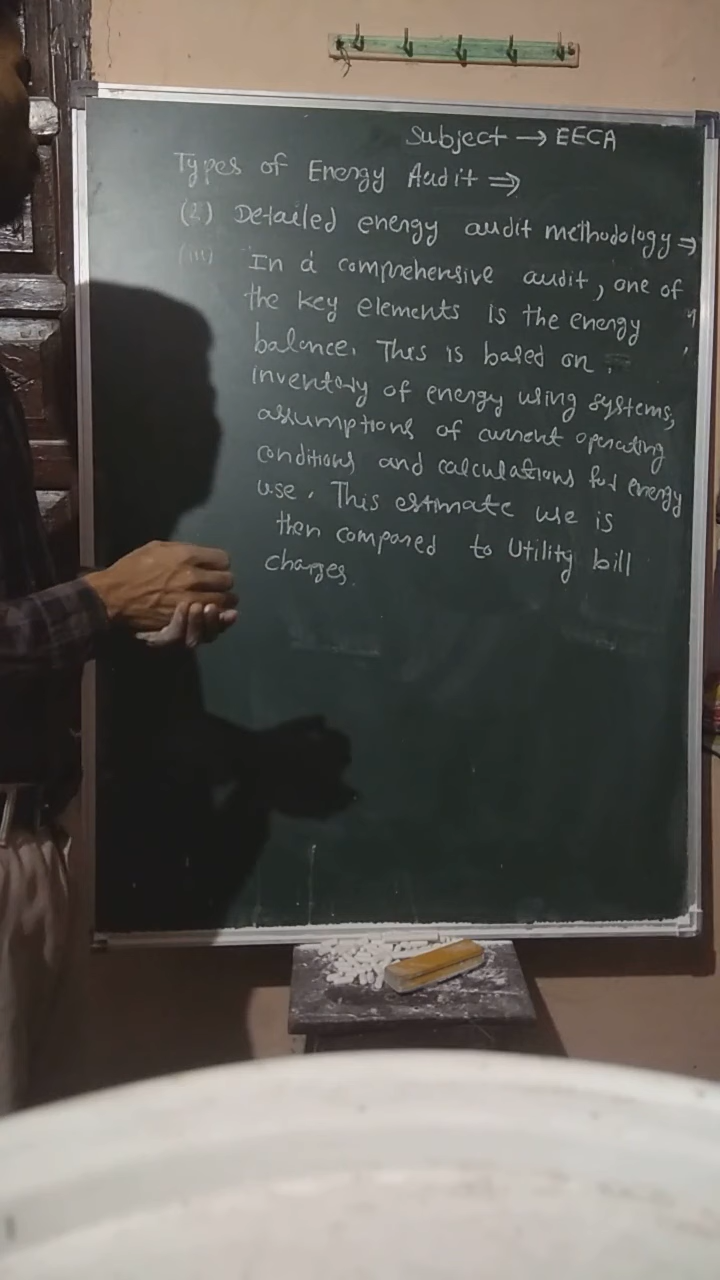 Subject → EECA
Types of Energy Audit ⇒
(2) Detailed energy audit methodology ⇒
(iii) In a comprehensive audit, one of
the key elements is the energy
balance. This is based on
inventory of energy using systems,
assumptions of current operating
conditions and calculations for energy
use. This estimate use is
then compared to Utility bill
charges.